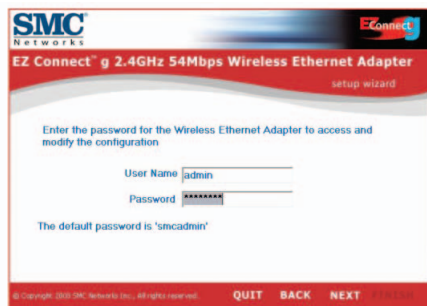 SMC®
Networks
EZ Connect g
EZ Connect™ g 2.4GHz 54Mbps Wireless Ethernet Adapter
setup wizard
Enter the password for the Wireless Ethernet Adapter to access and
modify the configuration
User Name admin
Password ********
The default password is 'smcadmin'
© Copyright 2003 SMC Networks Inc., All rights reserved. QUIT BACK NEXT FINISH